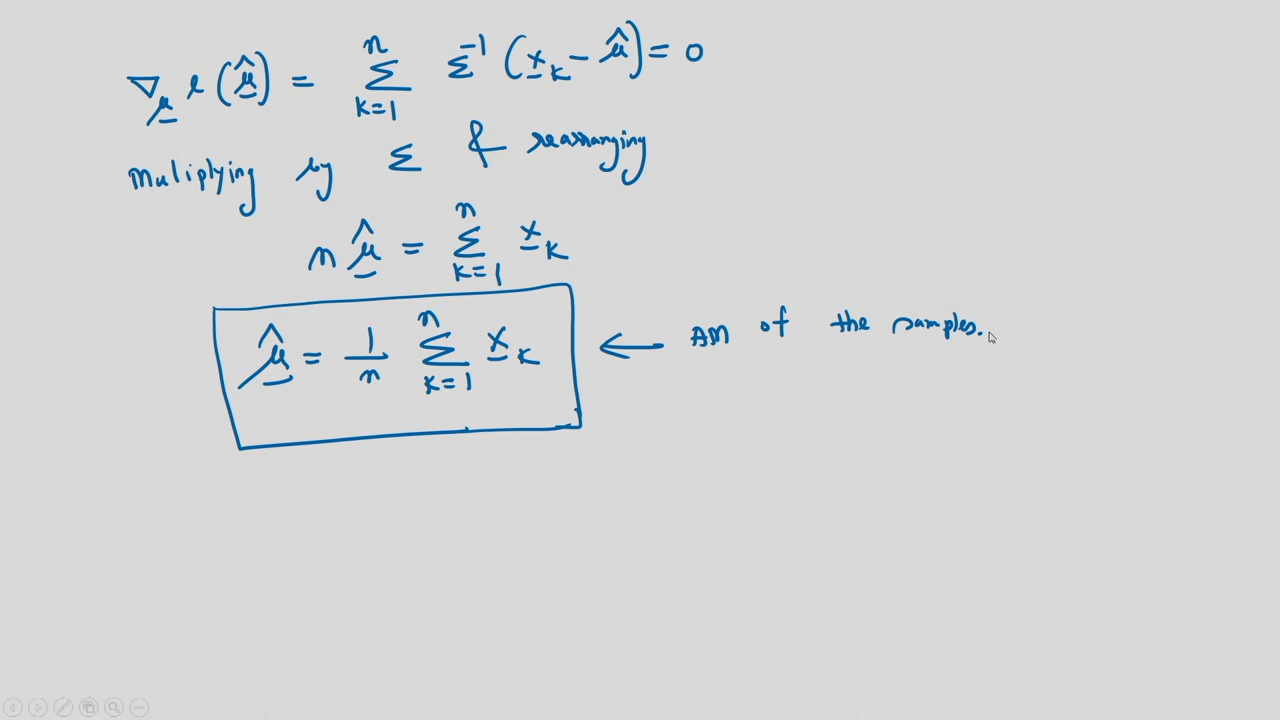 ∇_μ l(μ̂) = Σ_{k=1}^{n} Σ^{-1} (x_k - μ̂) = 0
Muliplying by Σ & rearranging
n μ̂ = Σ_{k=1}^{n} x_k
μ̂ = 1/n Σ_{k=1}^{n} x_k ← AM of the samples.